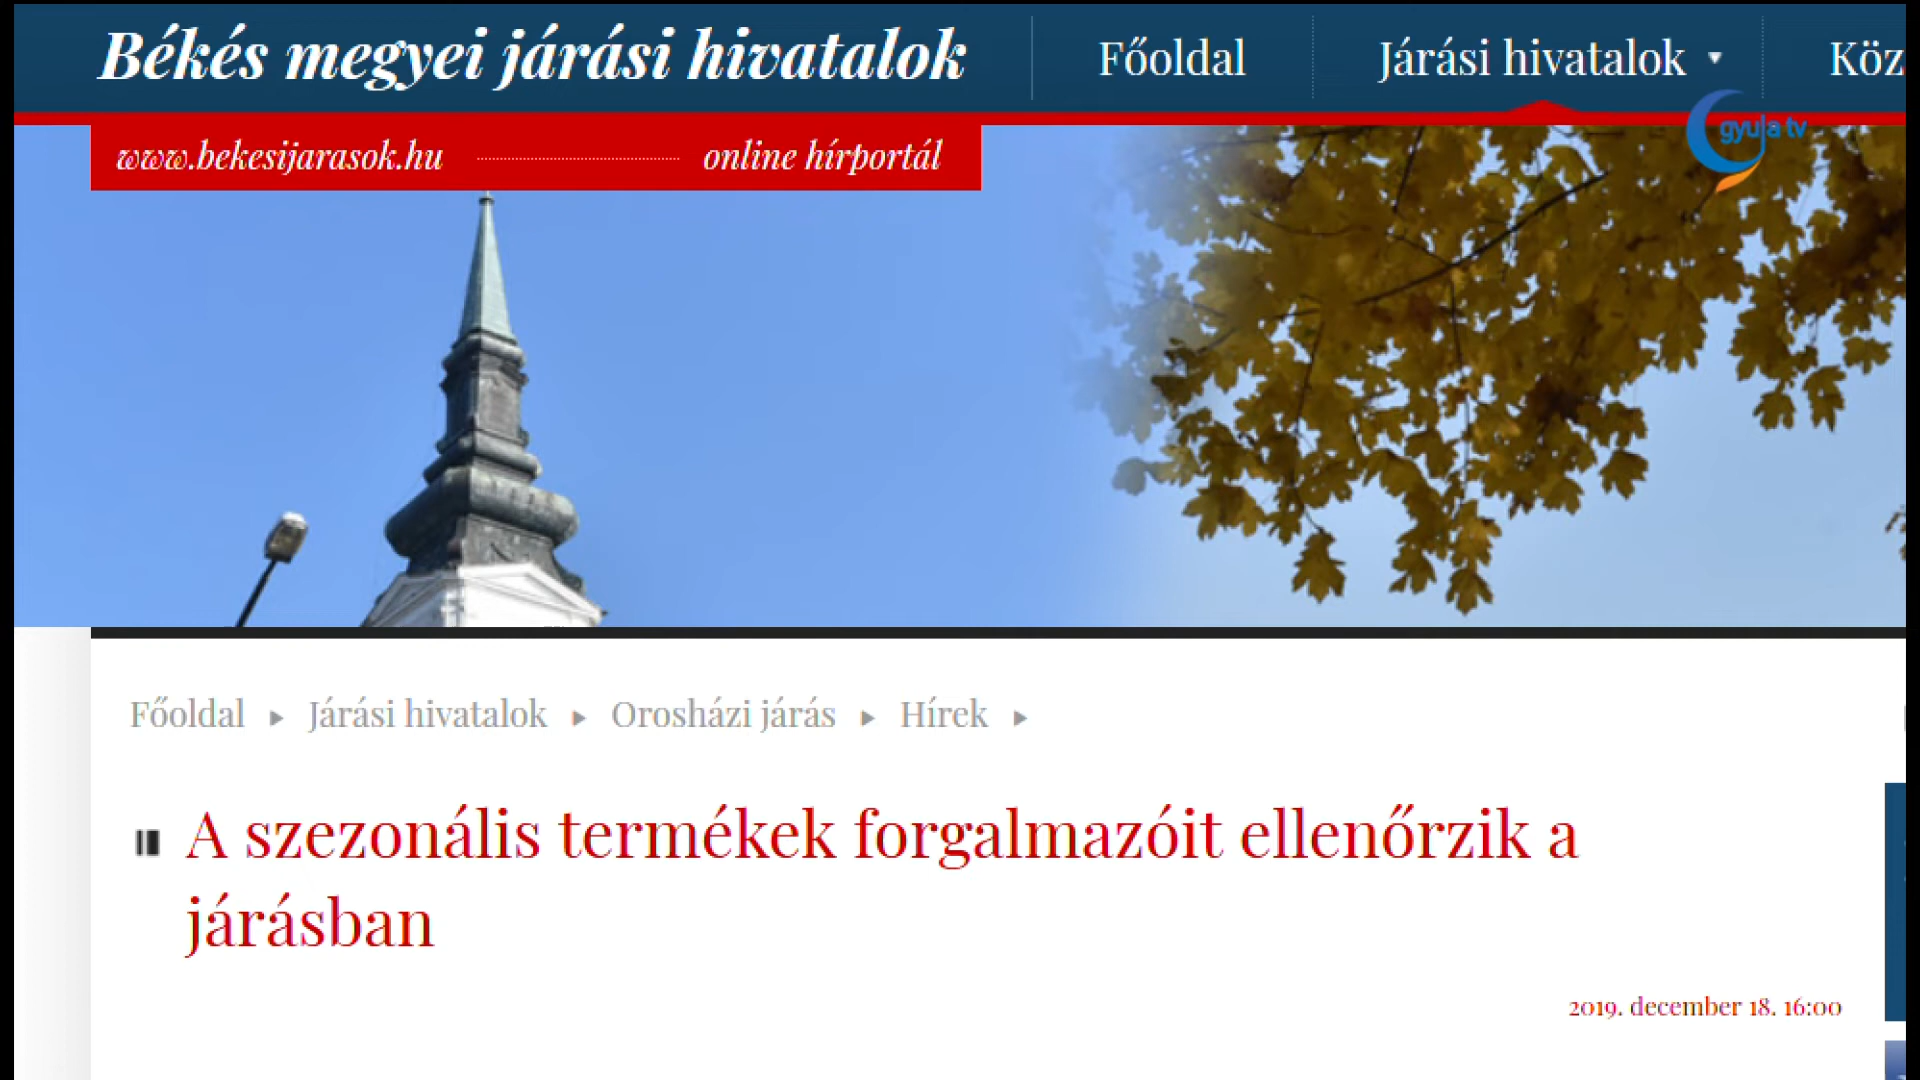 Békés megyei járási hivatalok
Főoldal
Járási hivatalok
Köz
gyula tv
www.bekesijarasok.hu
online hírportál
Főoldal
Járási hivatalok
Orosházi járás
Hírek
A szezonális termékek forgalmazóit ellenőrzik a
járásban
2019. december 18. 16:00